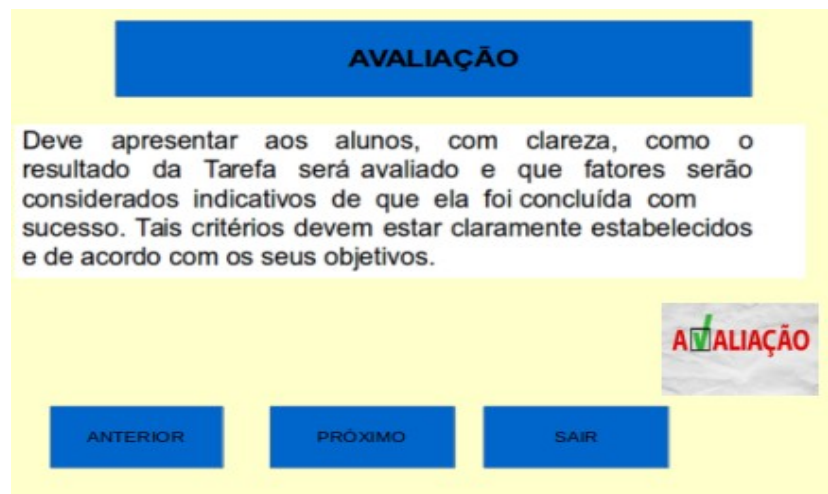 AVALIAÇÃO
Deve apresentar aos alunos, com clareza, como o
resultado da Tarefa será avaliado e que fatores serão
considerados indicativos de que ela foi concluída com
sucesso. Tais critérios devem estar claramente estabelecidos
e de acordo com os seus objetivos.
AVALIAÇÃO
ANTERIOR
PRÓXIMO
SAIR